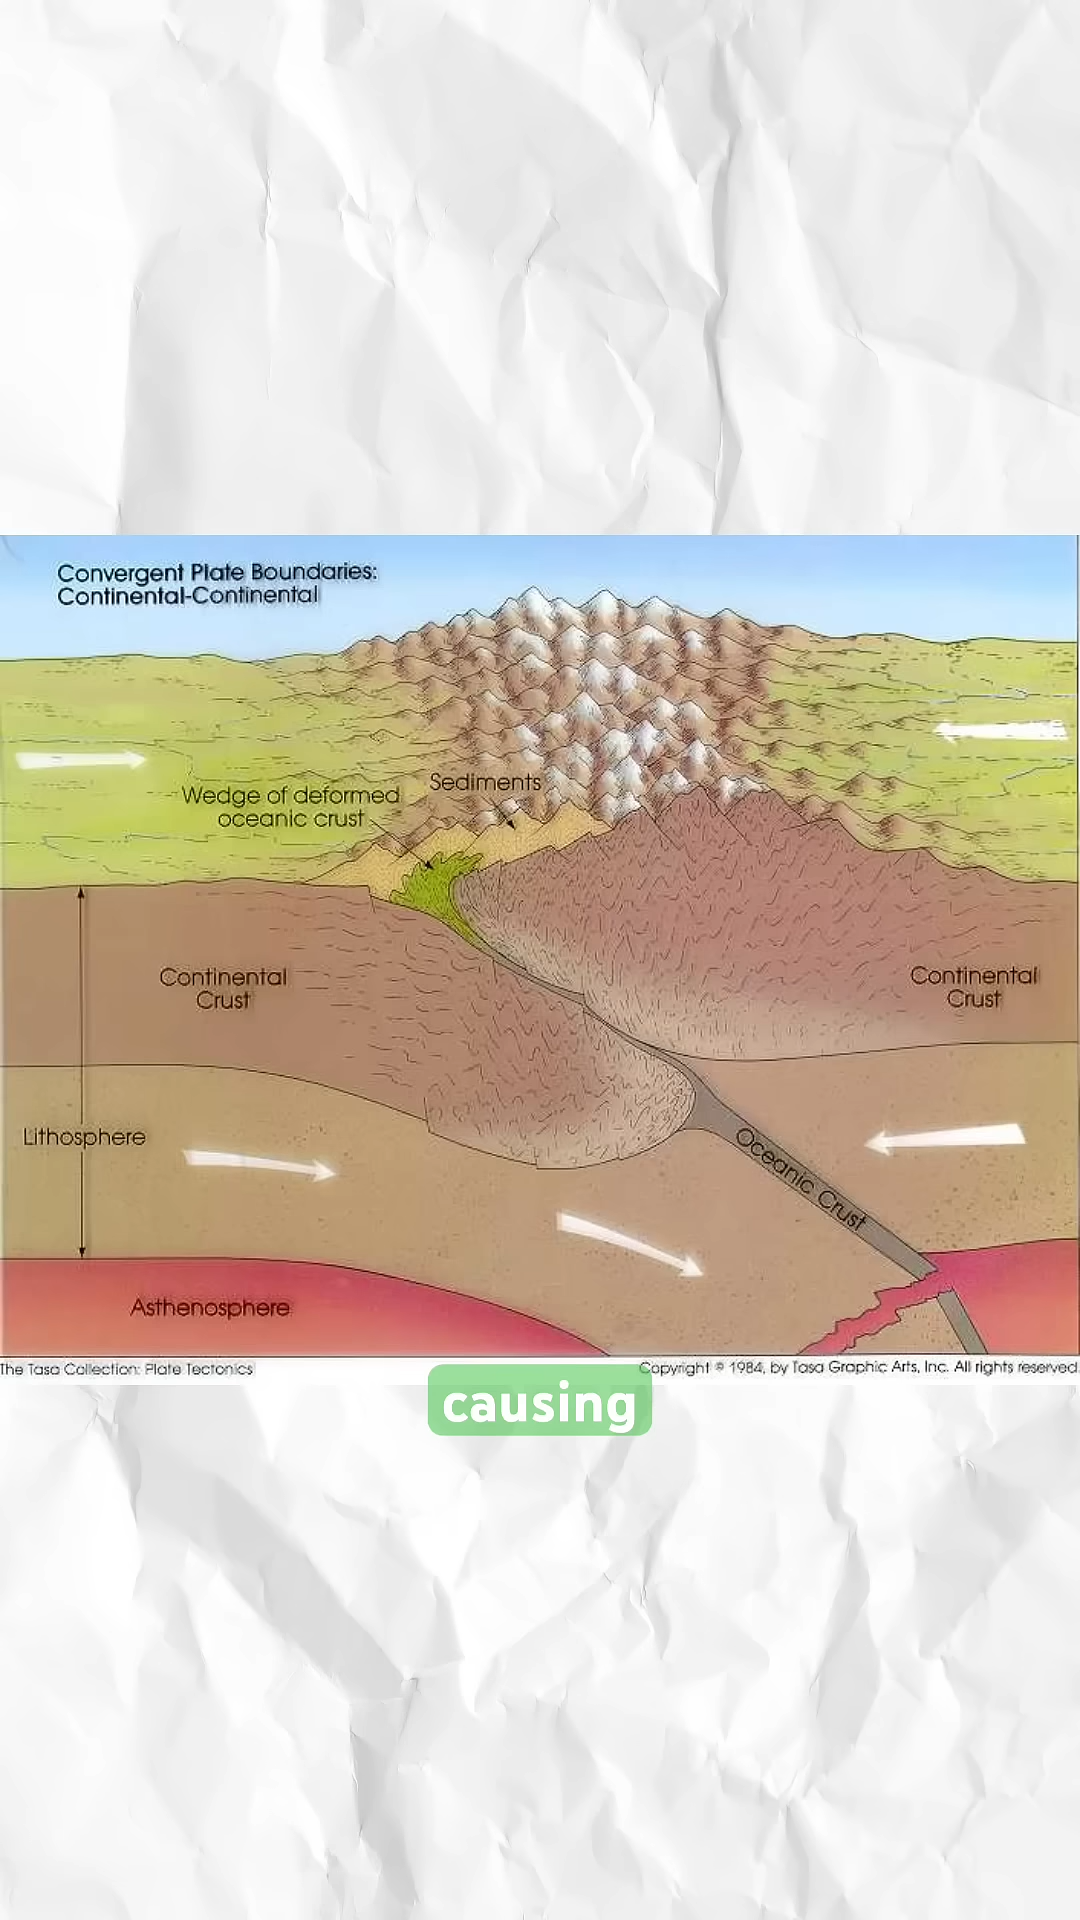 Convergent Plate Boundaries:
Continental-Continental
Sediments
Wedge of deformed
oceanic crust
Continental
Crust
Continental
Crust
Lithosphere
Oceanic Crust
Asthenosphere
The Tasa Collection: Plate Tectonics
Copyright © 1984, by Tasa Graphic Arts, Inc. All rights reserved.
causing